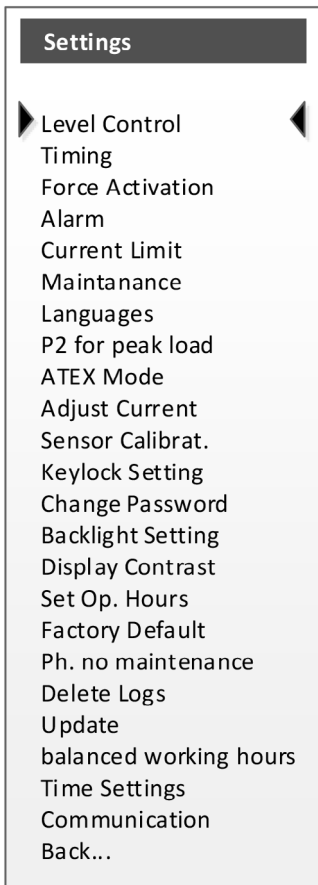 Settings
Level Control
Timing
Force Activation
Alarm
Current Limit
Maintanance
Languages
P2 for peak load
ATEX Mode
Adjust Current
Sensor Calibrat.
Keylock Setting
Change Password
Backlight Setting
Display Contrast
Set Op. Hours
Factory Default
Ph. no maintenance
Delete Logs
Update
balanced working hours
Time Settings
Communication
Back...